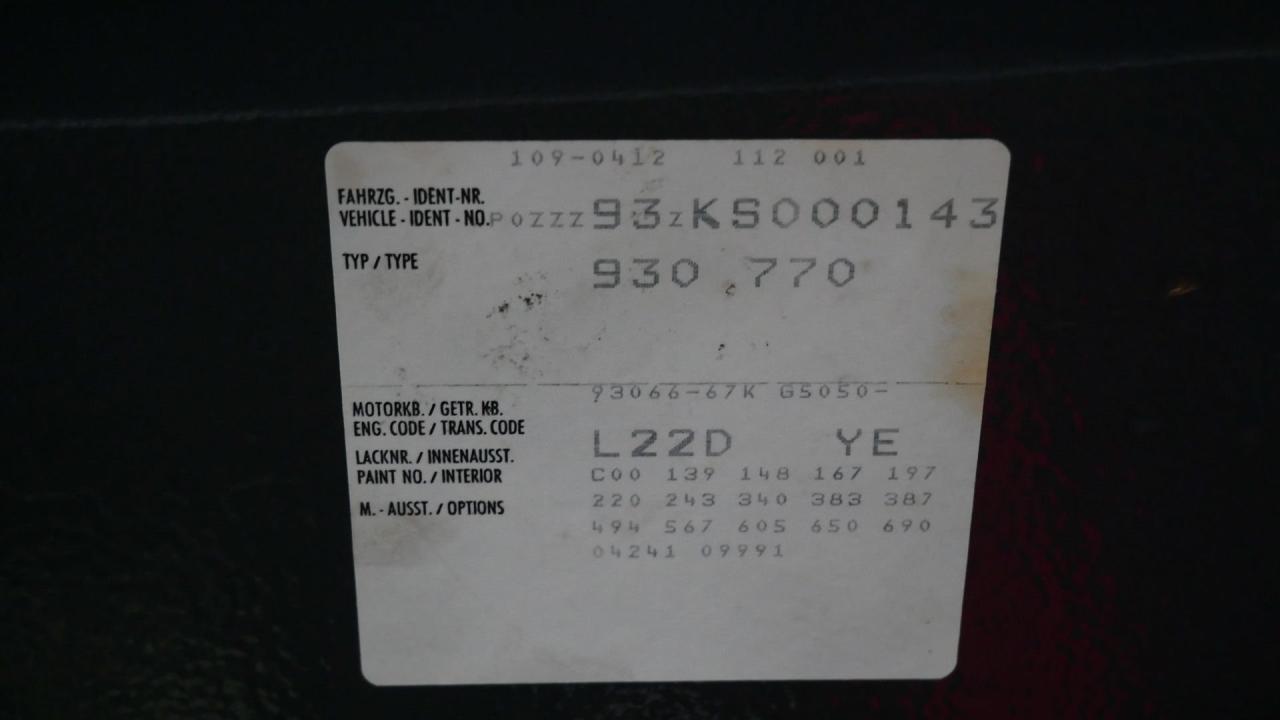 109-0412 112 001
FAHRZG. - IDENT-NR.
VEHICLE - IDENT - NO. POZZZ93ZKS000143
TYP / TYPE 930 770
93066-67K G5050-
MOTORKB. / GETR. KB.
ENG. CODE / TRANS. CODE
L22D YE
LACKNR. / INNENAUSST.
PAINT NO. / INTERIOR
C00 139 148 167 197
M. - AUSST. / OPTIONS
220 243 340 383 387
494 567 605 650 690
04241 09991